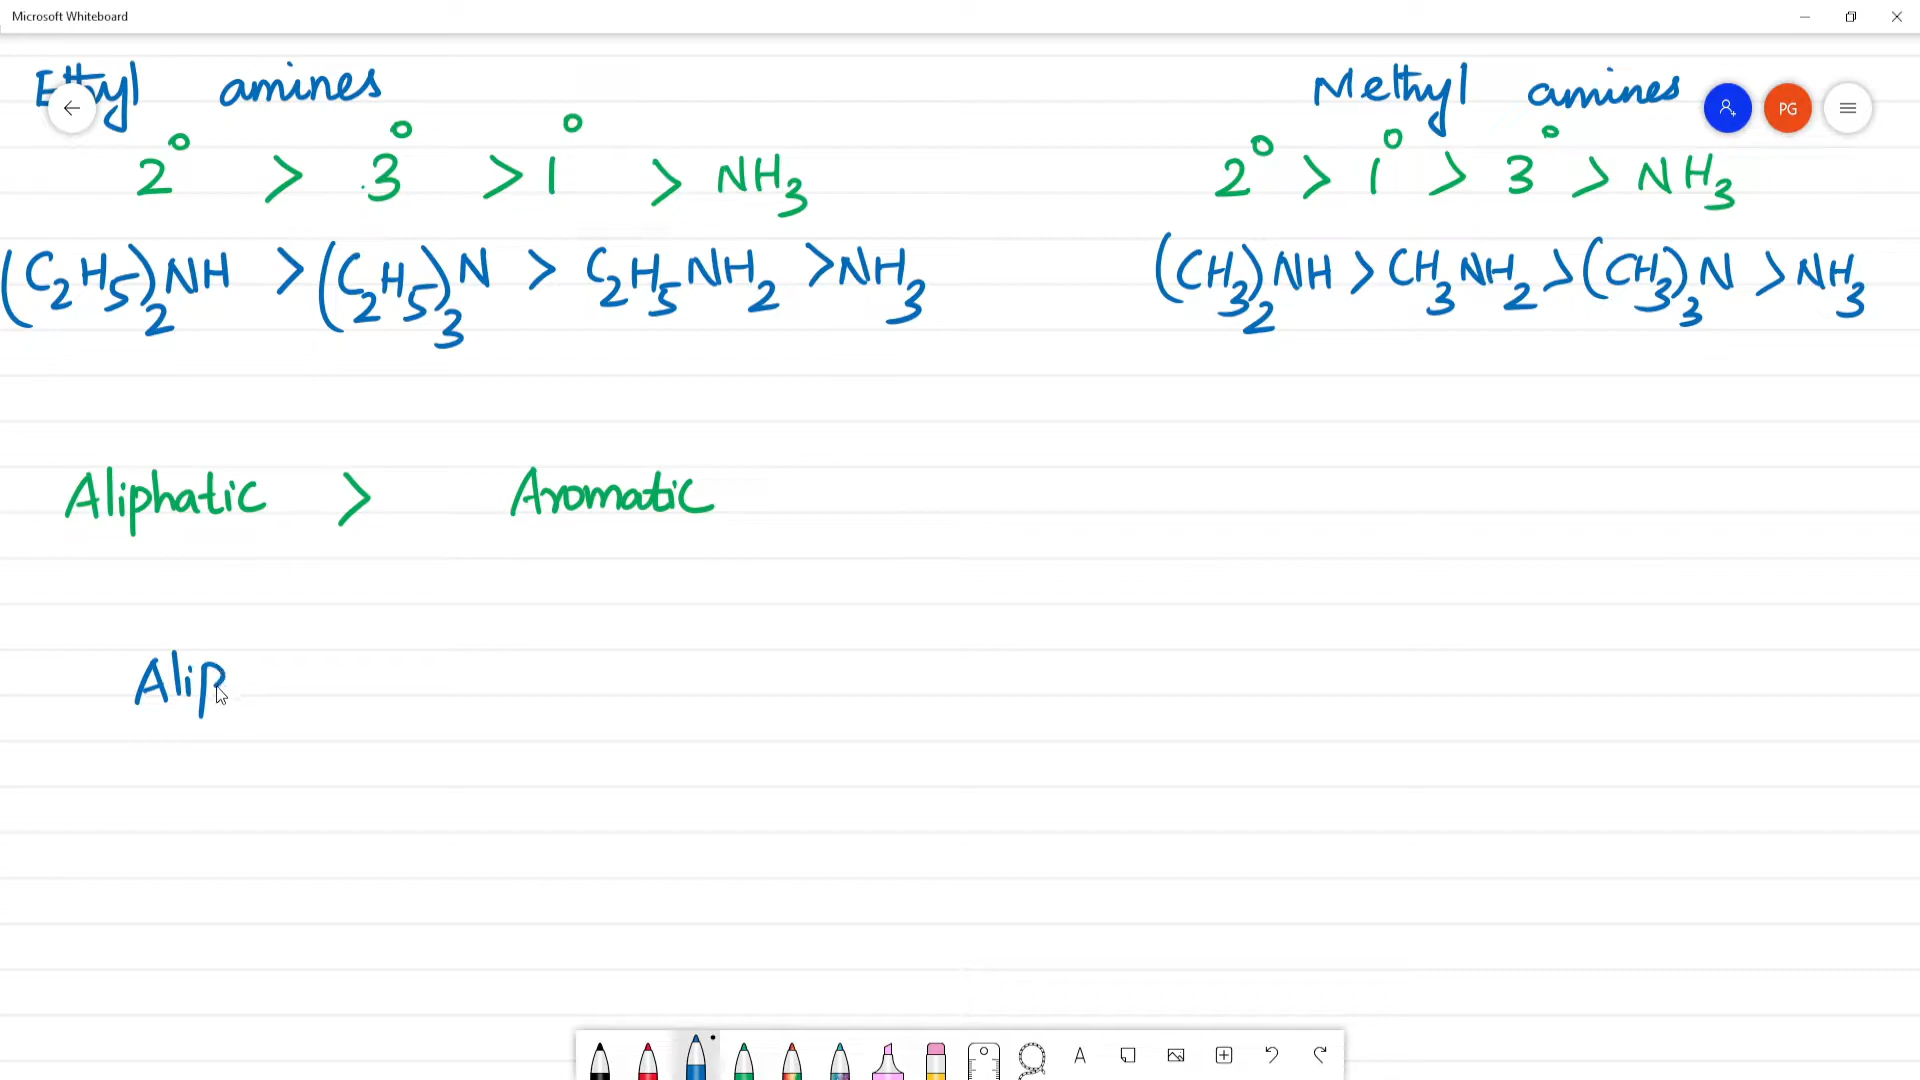 Microsoft Whiteboard
Ethyl amines
Methyl amines
PG
2° > 3° > 1° > NH3
2° > 1° > 3° > NH3
(C2H5)2NH > (C2H5)3N > C2H5NH2 > NH3
(CH3)2NH > CH3NH2 > (CH3)3N > NH3
Aliphatic > Aromatic
Alip
A